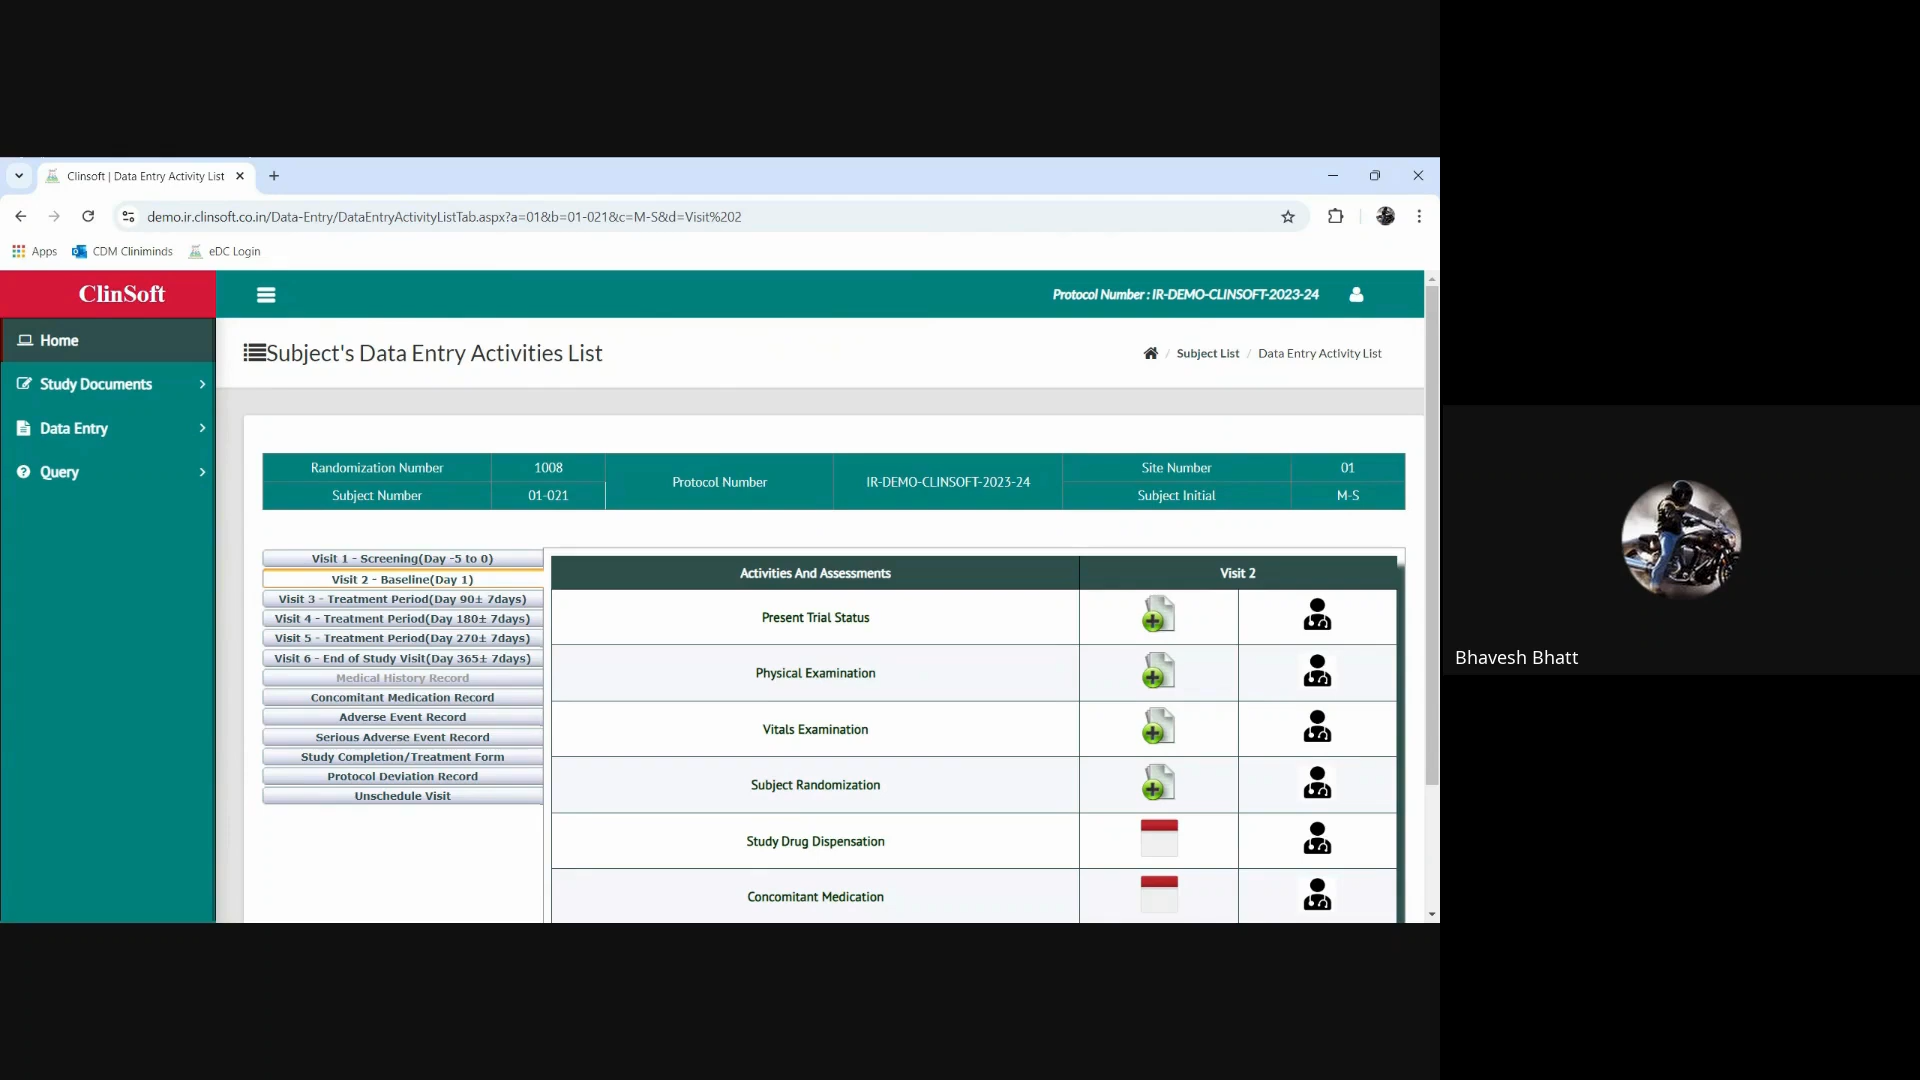 Clinsoft | Data Entry Activity List
demo.ir.clinsoft.co.in/Data-Entry/DataEntryActivityListTab.aspx?a=01&b=01-021&c=M-S&d=Visit%202
Apps CDM Cliniminds eDC Login
ClinSoft
Protocol Number : IR-DEMO-CLINSOFT-2023-24
Home
Study Documents
Data Entry
Query
Subject's Data Entry Activities List
/ Subject List / Data Entry Activity List
Randomization Number 1008
Subject Number 01-021
Protocol Number IR-DEMO-CLINSOFT-2023-24
Site Number 01
Subject Initial M-S
Visit 1 - Screening(Day -5 to 0)
Visit 2 - Baseline(Day 1)
Visit 3 - Treatment Period(Day 90± 7days)
Visit 4 - Treatment Period(Day 180± 7days)
Visit 5 - Treatment Period(Day 270± 7days)
Visit 6 - End of Study Visit(Day 365± 7days)
Medical History Record
Concomitant Medication Record
Adverse Event Record
Serious Adverse Event Record
Study Completion/Treatment Form
Protocol Deviation Record
Unschedule Visit
Activities And Assessments Visit 2
Present Trial Status
Physical Examination
Vitals Examination
Subject Randomization
Study Drug Dispensation
Concomitant Medication
Bhavesh Bhatt